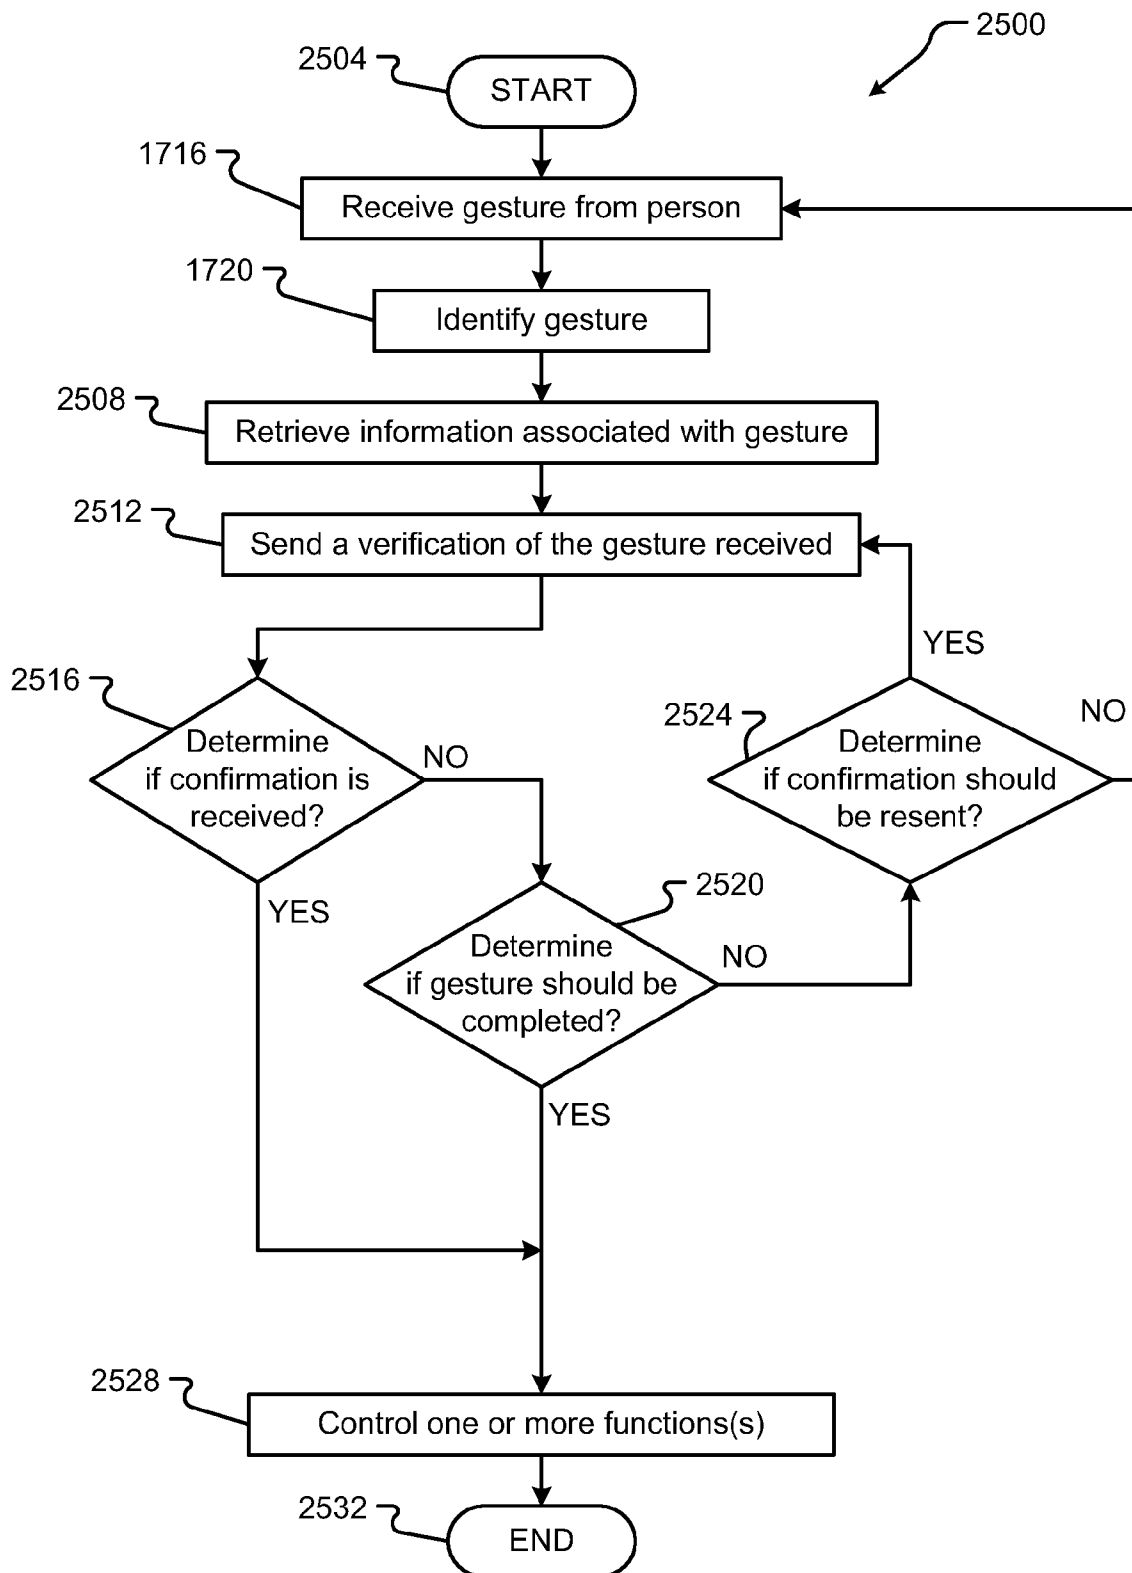 2500
2504
START
1716
Receive gesture from person
1720
Identify gesture
2508
Retrieve information associated with gesture
2512
Send a verification of the gesture received
YES
2516
2524
NO
Determine
if confirmation is
received?
NO
Determine
if confirmation should
be resent?
2520
YES
Determine
if gesture should be
completed?
NO
YES
2528
Control one or more functions(s)
2532
END